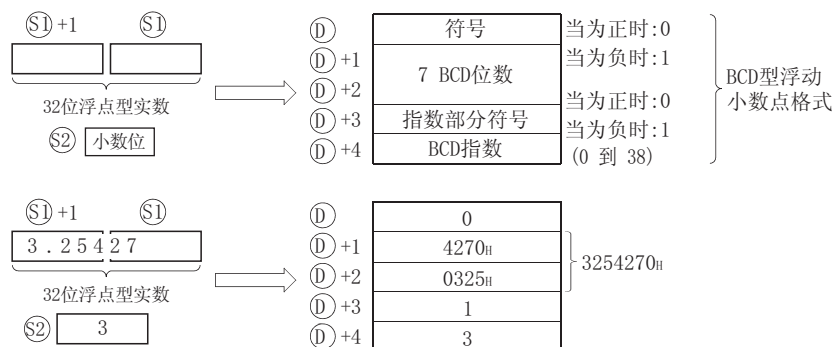 S1 +1 S1
32位浮点型实数
S2 小数位
D 符号 当为正时:0
D +1 7 BCD位数 当为负时:1
D +2 当为正时:0
D +3 指数部分符号 当为负时:1
D +4 BCD指数 (0 到 38)
BCD型浮动
小数点格式
S1 +1 S1
3.25427
32位浮点型实数
S2 3
D 0
D +1 4270H
D +2 0325H
3254270H
D +3 1
D +4 3